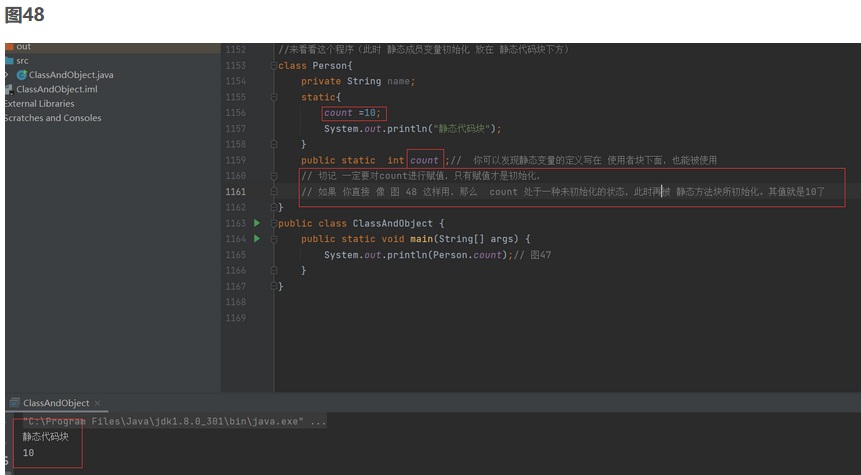 图48
out
src
ClassAndObject.java
ClassAndObject.iml
External Libraries
Scratches and Consoles
1152 //来看看这个程序（此时 静态成员变量初始化 放在 静态代码块下方）
1153 class Person{
1154 private String name;
1155 static{
1156 count =10;
1157 System.out.println("静态代码块");
1158 }
1159 public static int count ;// 你可以发现静态变量的定义写在 使用者块下面，也能被使用
1160 // 切记 一定要对count进行赋值，只有赋值才是初始化，
1161 // 如果 你直接 像 图 48 这样用，那么 count 处于一种未初始化的状态，此时再被 静态方法块所初始化。其值就是10了
1162 }
1163 public class ClassAndObject {
1164 public static void main(String[] args) {
1165 System.out.println(Person.count);// 图47
1166 }
1167 }
1168
1169
ClassAndObject ×
"C:\Program Files\Java\jdk1.8.0_301\bin\java.exe" ...
静态代码块
10